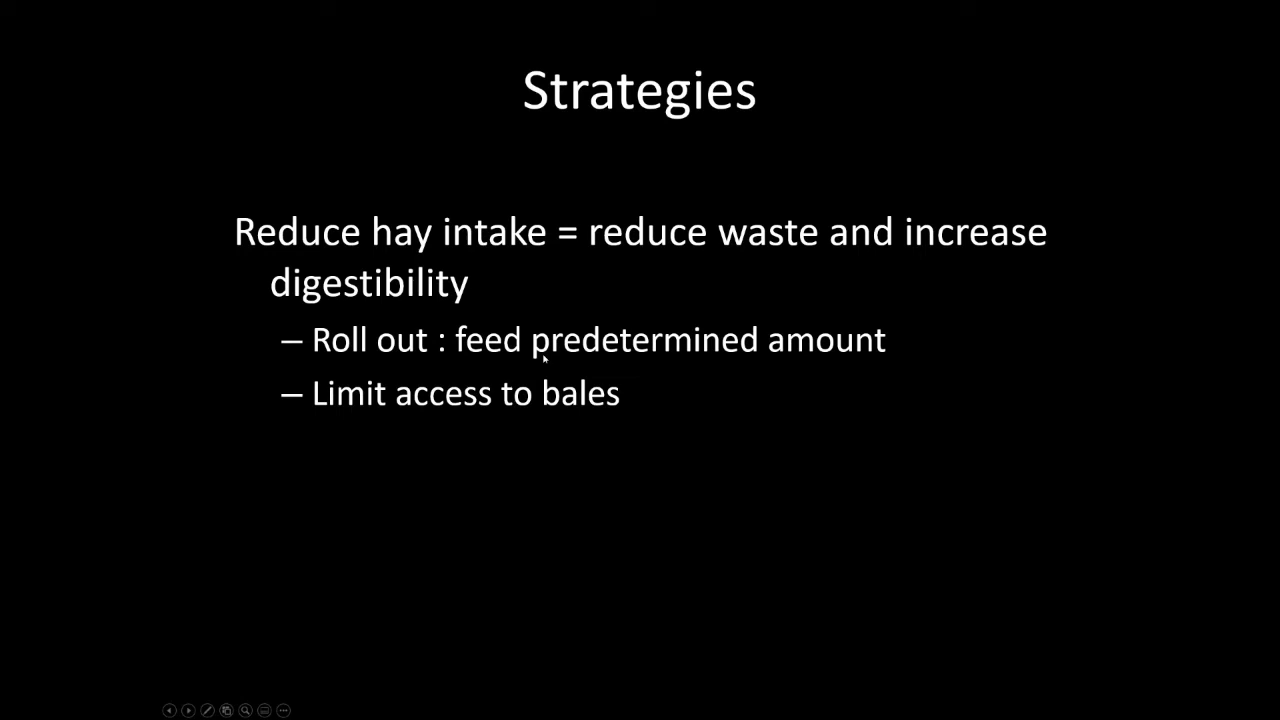 Strategies
Reduce hay intake = reduce waste and increase
digestibility
– Roll out : feed predetermined amount
– Limit access to bales